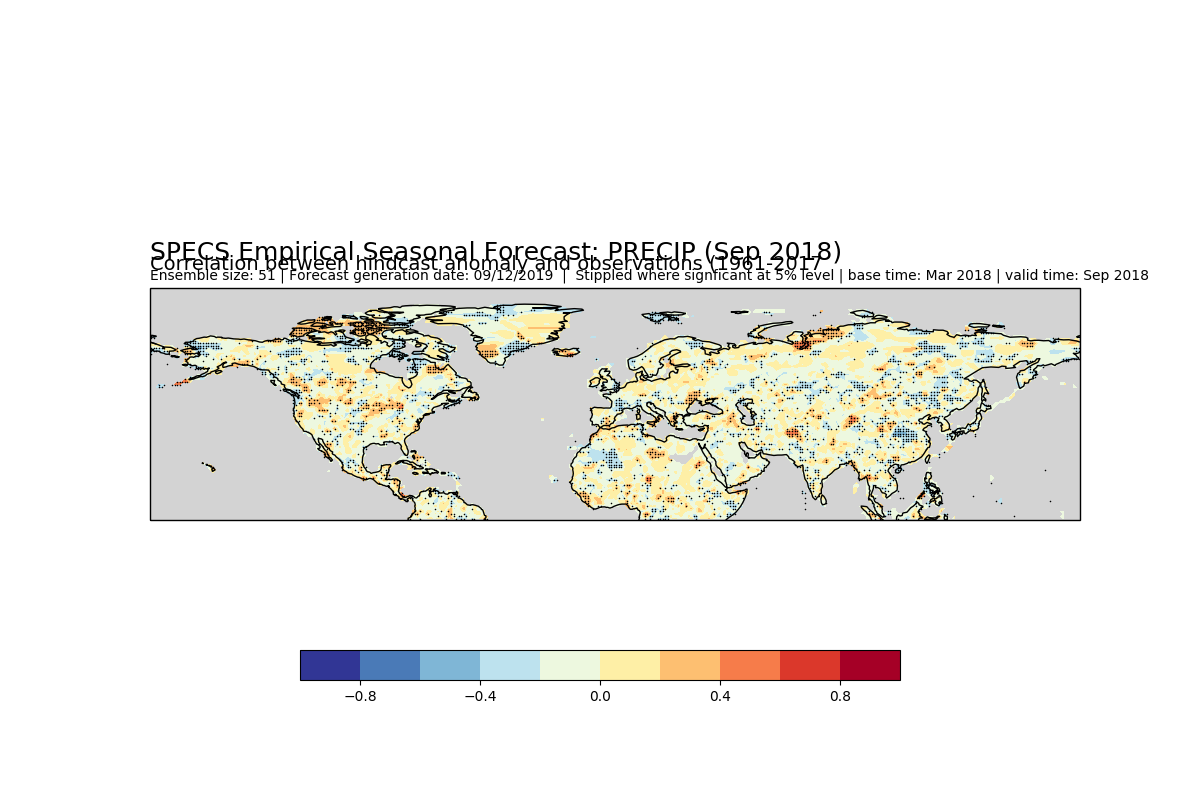 SPECS Empirical Seasonal Forecast: PRECIP (Sep 2018)
Correlation between hindcast anomaly and observations (1961-2017
Ensemble size: 51 | Forecast generation date: 09/12/2019 | Stippled where signficant at 5% level | base time: Mar 2018 | valid time: Sep 2018
−0.8 −0.4 0.0 0.4 0.8